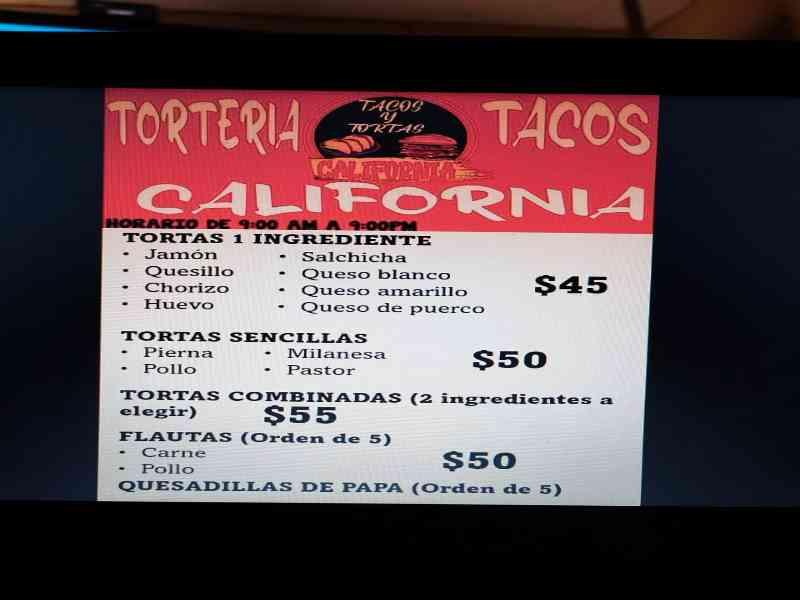 TORTERIA
TACOS
Y
TORTAS
CALIFORNIA
TACOS
CALIFORNIA
HORARIO DE 9:00 AM A 9:00PM
TORTAS 1 INGREDIENTE
• Jamón • Salchicha
• Quesillo • Queso blanco
• Chorizo • Queso amarillo
• Huevo • Queso de puerco
$45
TORTAS SENCILLAS
• Pierna • Milanesa
• Pollo • Pastor
$50
TORTAS COMBINADAS (2 ingredientes a
elegir) $55
FLAUTAS (Orden de 5)
• Carne
• Pollo
$50
QUESADILLAS DE PAPA (Orden de 5)